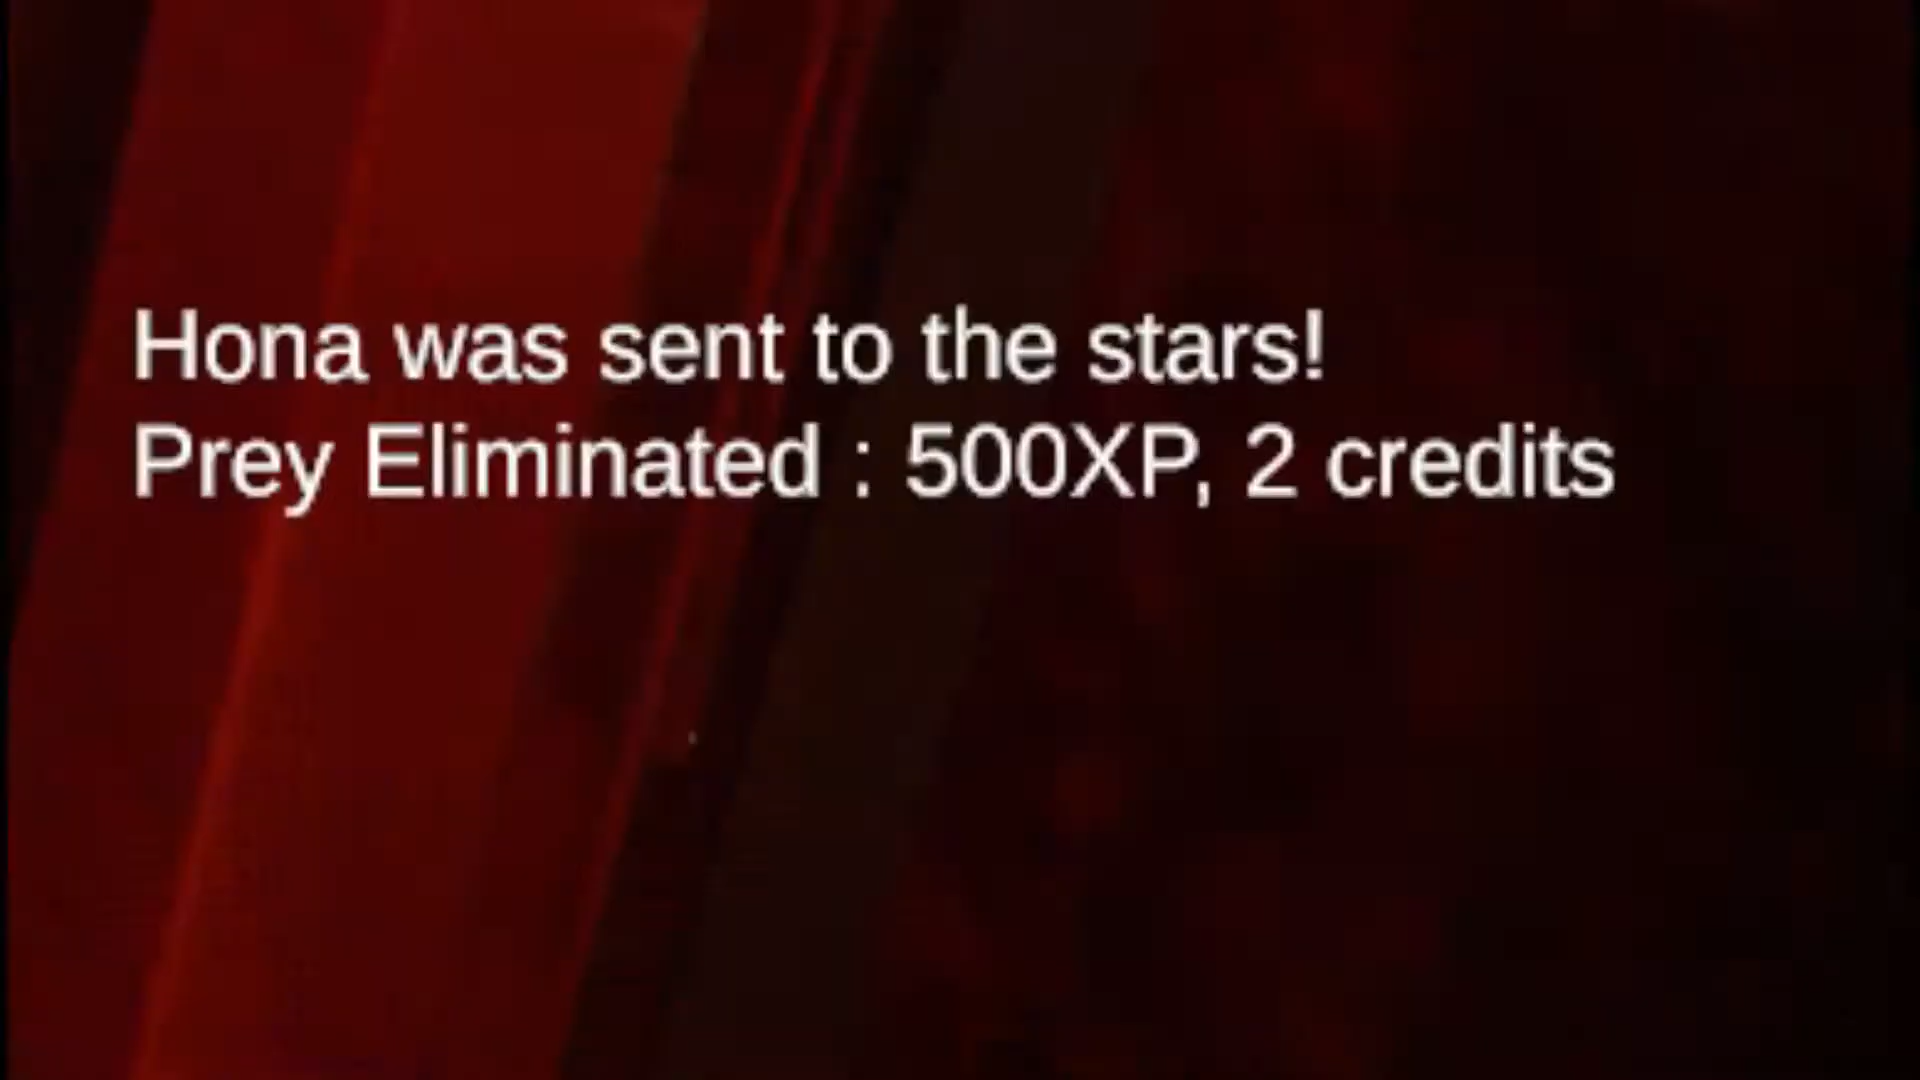 Hona was sent to the stars!
Prey Eliminated : 500XP, 2 credits